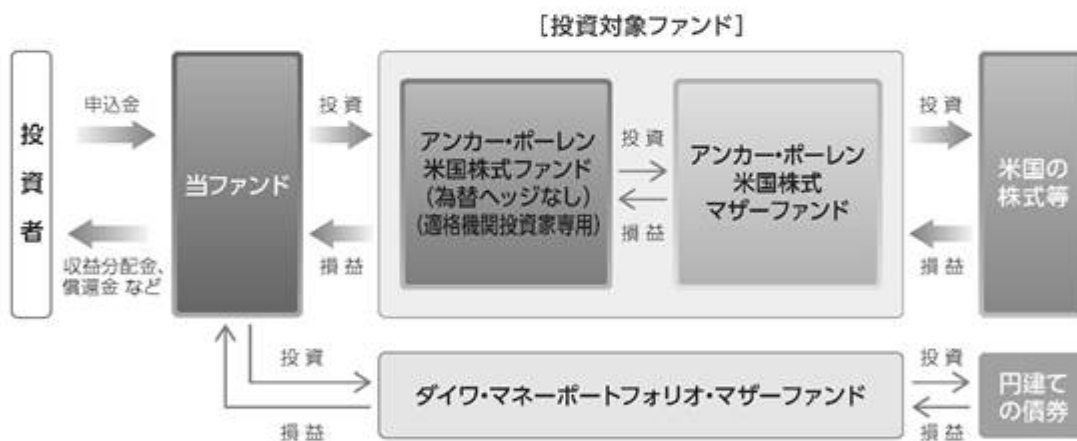 ［投資対象ファンド］
投資者
申込金
収益分配金、
償還金 など
当ファンド
投資
損益
アンカー・ポーレン
米国株式ファンド
（為替ヘッジなし）
（適格機関投資家専用）
投資
損益
アンカー・ポーレン
米国株式
マザーファンド
投資
損益
米国の
株式等
投資
損益
ダイワ・マネーポートフォリオ・マザーファンド
投資
損益
円建て
の債券